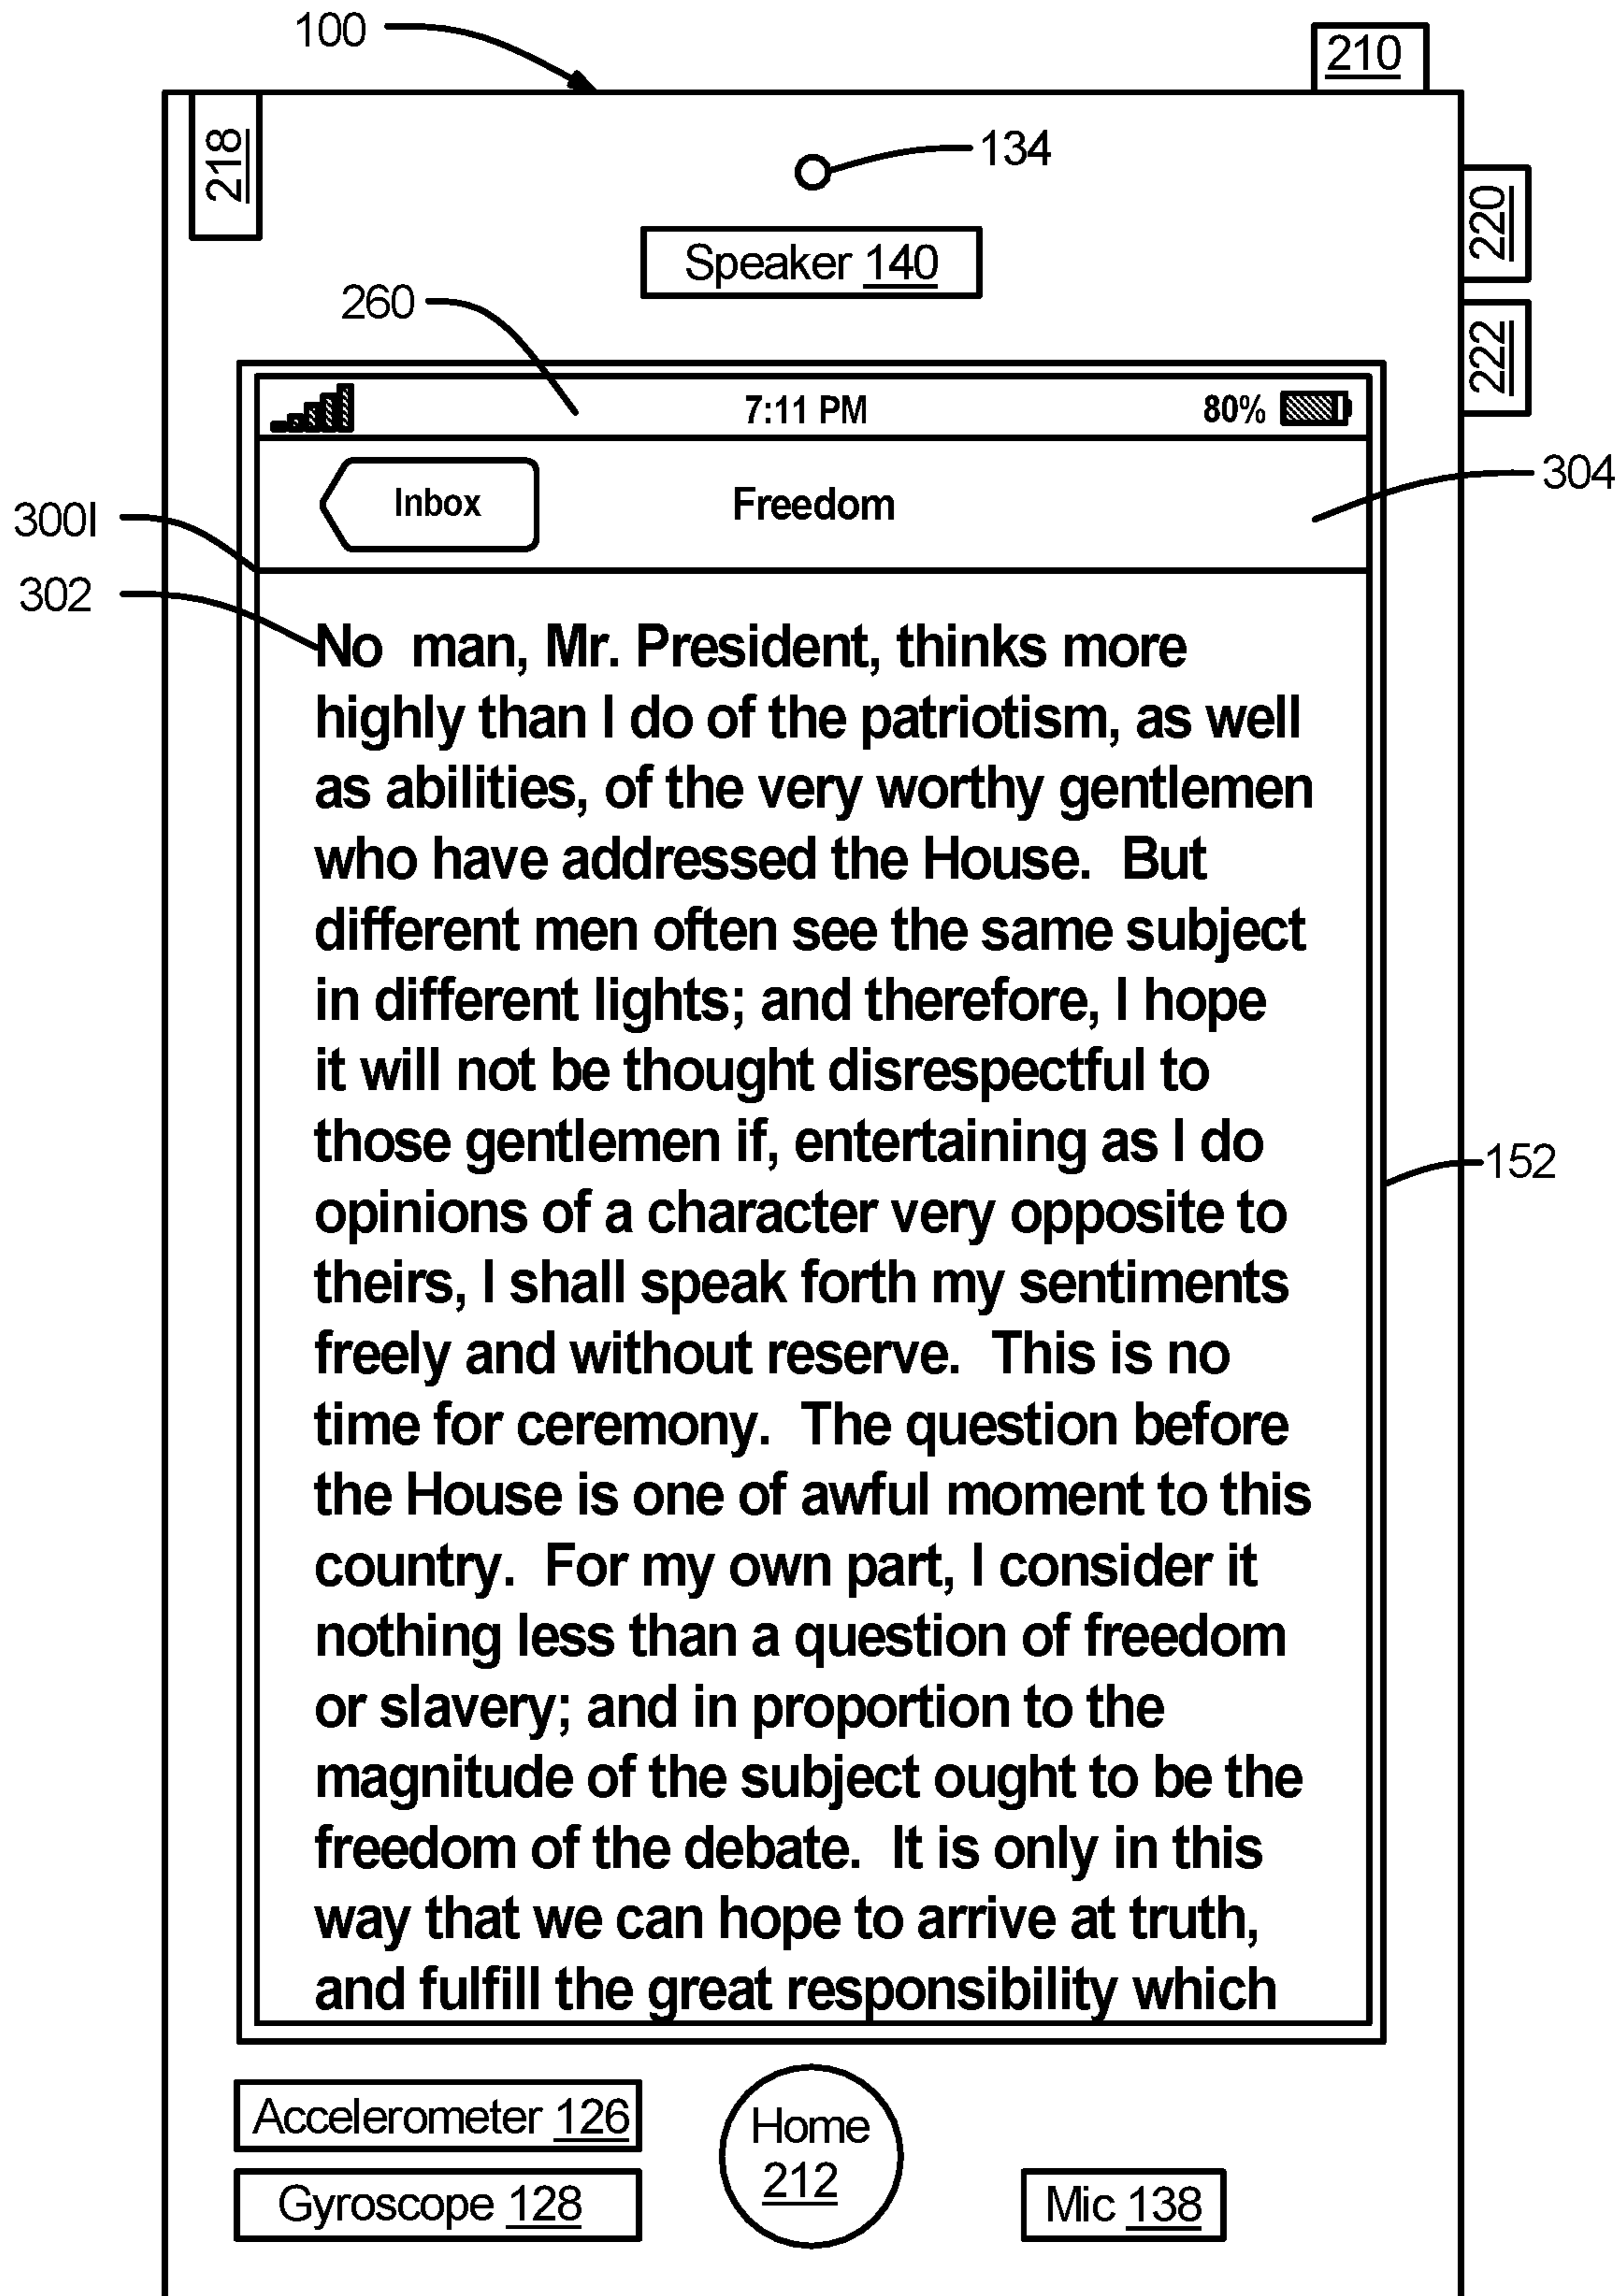 100
210
218
134
220
Speaker 140
260
222
7:11 PM 80%
304
Inbox Freedom
300I
302
No man, Mr. President, thinks more
highly than I do of the patriotism, as well
as abilities, of the very worthy gentlemen
who have addressed the House. But
different men often see the same subject
in different lights; and therefore, I hope
it will not be thought disrespectful to
those gentlemen if, entertaining as I do
152
opinions of a character very opposite to
theirs, I shall speak forth my sentiments
freely and without reserve. This is no
time for ceremony. The question before
the House is one of awful moment to this
country. For my own part, I consider it
nothing less than a question of freedom
or slavery; and in proportion to the
magnitude of the subject ought to be the
freedom of the debate. It is only in this
way that we can hope to arrive at truth,
and fulfill the great responsibility which
Accelerometer 126
Home
212
Gyroscope 128
Mic 138